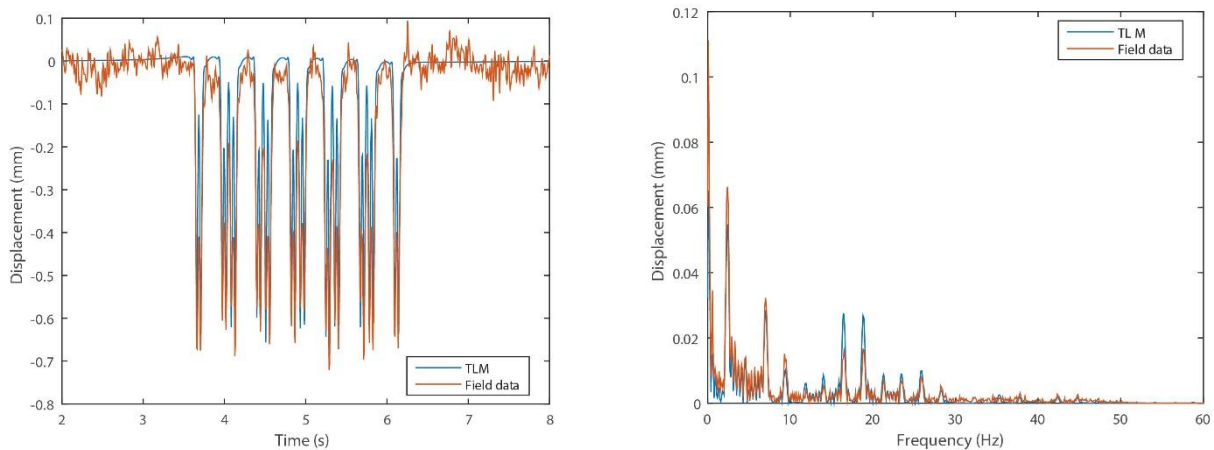 0.1
0
-0.1
-0.2
-0.3
-0.4
-0.5
-0.6
-0.7
-0.8
Displacement (mm)
2 3 4 5 6 7 8
Time (s)
TLM
Field data
0.12
0.1
0.08
0.06
0.04
0.02
0
Displacement (mm)
0 10 20 30 40 50 60
Frequency (Hz)
TL M
Field data